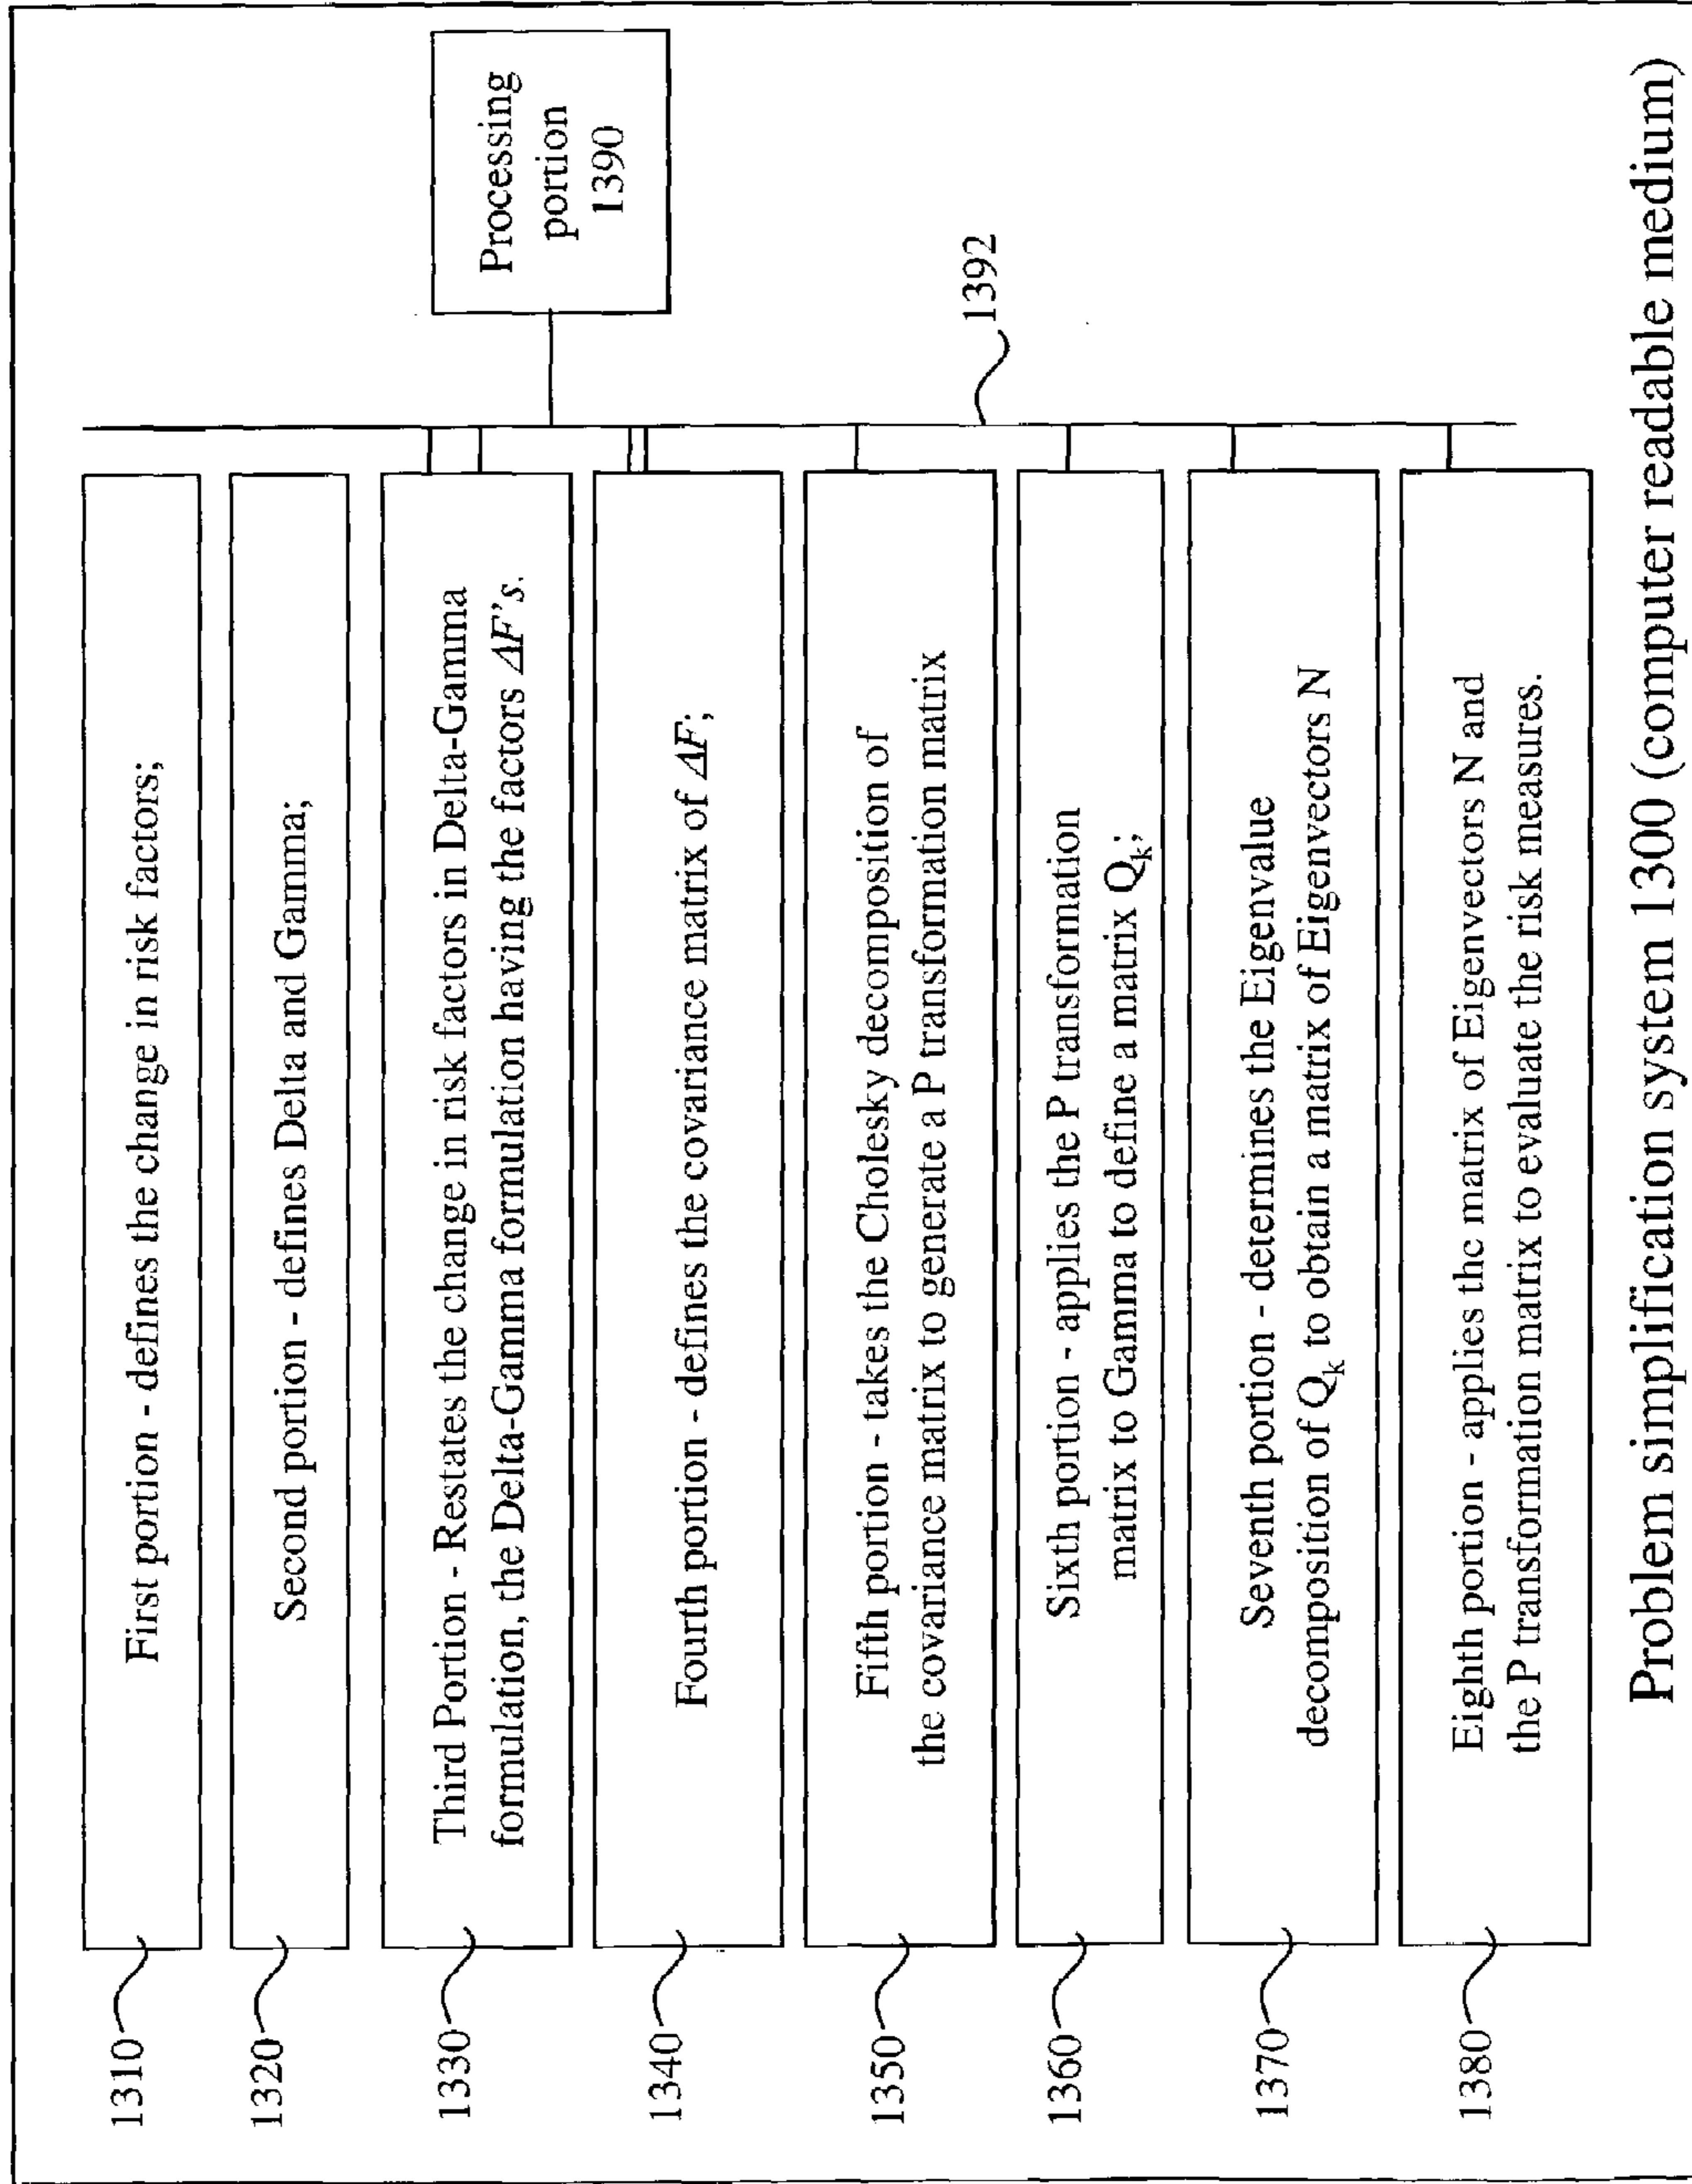 1310
First portion - defines the change in risk factors;
1320
Second portion - defines Delta and Gamma;
1330
Third Portion - Restates the change in risk factors in Delta-Gamma
formulation, the Delta-Gamma formulation having the factors ΔF's.
1340
Fourth portion - defines the covariance matrix of ΔF;
1350
Fifth portion - takes the Cholesky decomposition of
the covariance matrix to generate a P transformation matrix
1360
Sixth portion - applies the P transformation
matrix to Gamma to define a matrix Qk;
1370
Seventh portion - determines the Eigenvalue
decomposition of Qk to obtain a matrix of Eigenvectors N
1380
Eighth portion - applies the matrix of Eigenvectors N and
the P transformation matrix to evaluate the risk measures.
Processing
portion
1390
1392
Problem simplification system 1300 (computer readable medium)